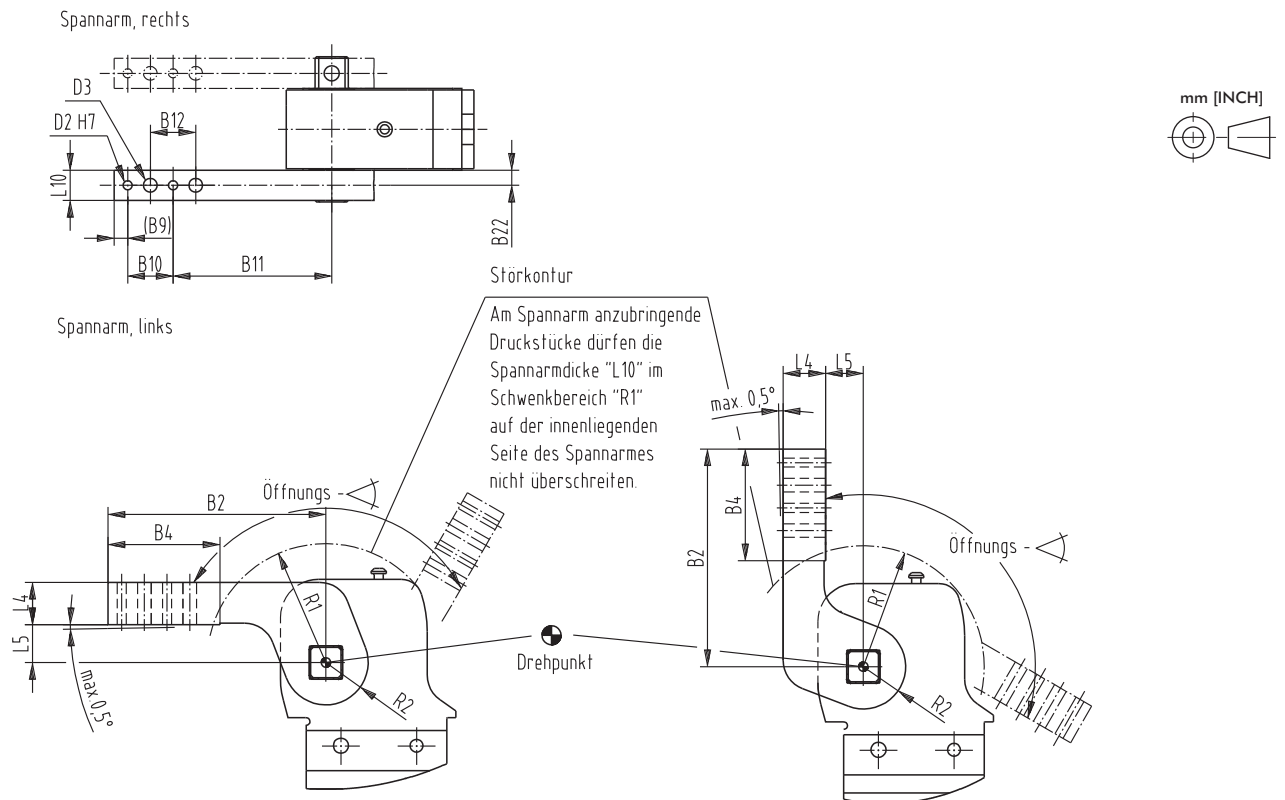 Spannarm, rechts
mm [INCH]
D3
D2 H7
B12
L10
(B9)
B22
B10
B11
Störkontur
Spannarm, links
Am Spannarm anzubringende
Druckstücke dürfen die
Spannarmdicke "L10" im
Schwenkbereich "R1"
auf der innenliegenden
Seite des Spannarmes
nicht überschreiten.
L4
L5
max. 0,5°
B2
B4
Öffnungs -
R1
R2
Öffnungs -
B2
B4
L4
L5
max.0,5°
R1
R2
Drehpunkt